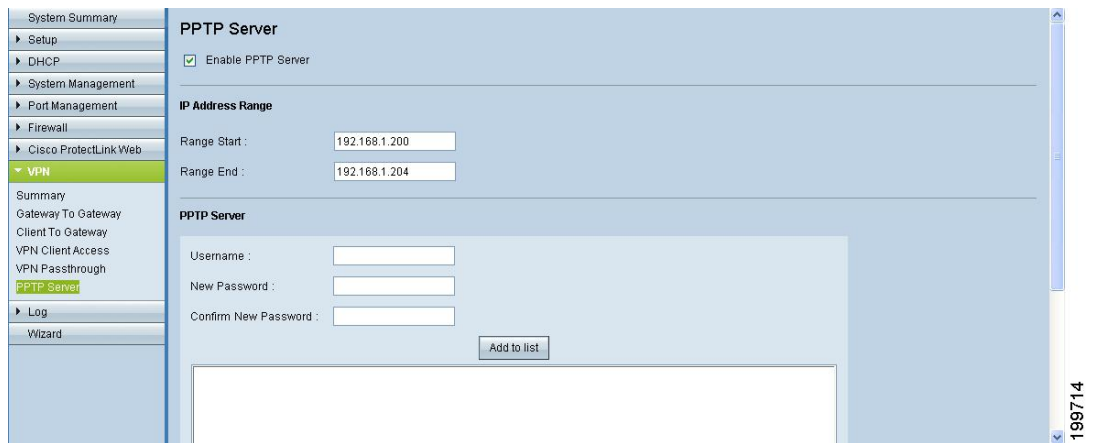 System Summary
Setup
DHCP
System Management
Port Management
Firewall
Cisco ProtectLink Web
VPN
Summary
Gateway To Gateway
Client To Gateway
VPN Client Access
VPN Passthrough
PPTP Server
Log
Wizard
PPTP Server
Enable PPTP Server
IP Address Range
Range Start : 192.168.1.200
Range End : 192.168.1.204
PPTP Server
Username :
New Password :
Confirm New Password :
Add to list
199714